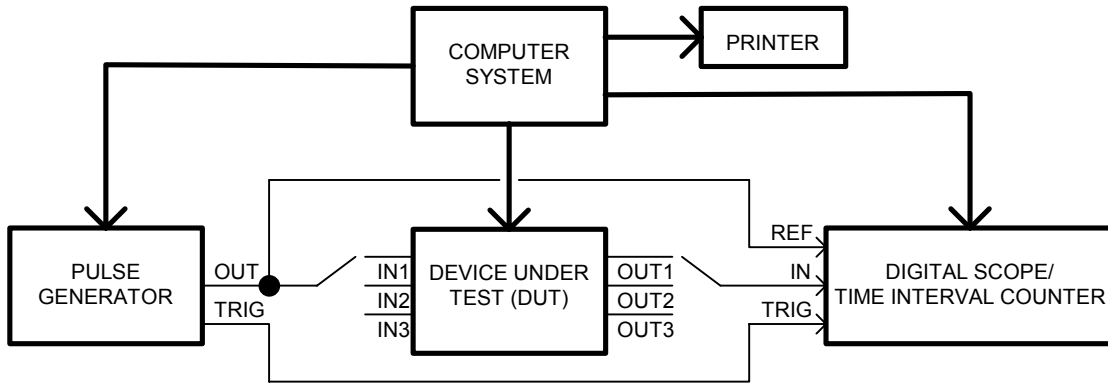 COMPUTER
SYSTEM
PRINTER
PULSE
GENERATOR
OUT
TRIG
IN1
IN2
IN3
DEVICE UNDER
TEST (DUT)
OUT1
OUT2
OUT3
REF
IN
TRIG
DIGITAL SCOPE/
TIME INTERVAL COUNTER